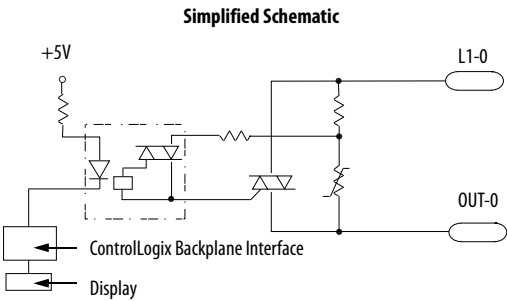 Simplified Schematic
+5V
L1-0
OUT-0
ControlLogix Backplane Interface
Display